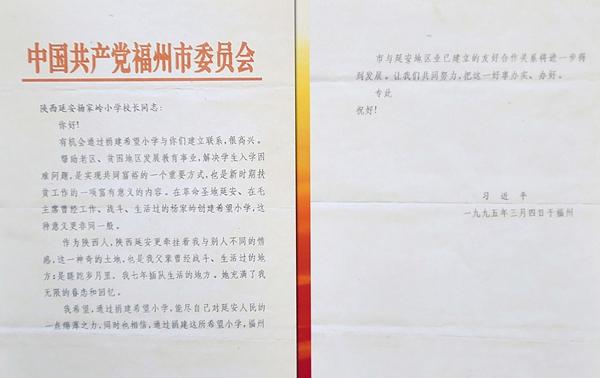 中国共产党福州市委员会
陕西延安杨家岭小学校长同志：
你好！
有机会通过捐建希望小学与你们建立联系，很高兴。
帮助老区、贫困地区发展教育事业，解决学生入学因
难问题，是实现共同富裕的一个重要方式，也是新时期扶
贫工作的一项富有意义的内容。在革命圣地延安、在毛
主席曾经工作、战斗、生活过的杨家岭创建希望小学，这
种意义更非同一般。
作为陕西人，陕西延安更牵挂着我与别人不同的情
感，这一神奇的土地，也是我父辈曾经战斗、生活过的地
方；是蹉跎岁月里，我七年插队生活的地方。她充满了我
无限的眷恋和回忆。
我希望，通过捐建希望小学，能尽自己对延安人民的
一点绵薄之力，同时也相信，通过捐建这所希望小学，福州
市与延安地区业已建立的友好合作关系将进一步得
到发展。让我们共同努力，把这一好事办实、办好。
专此
祝好！
习近平
一九九五年三月四日于福州